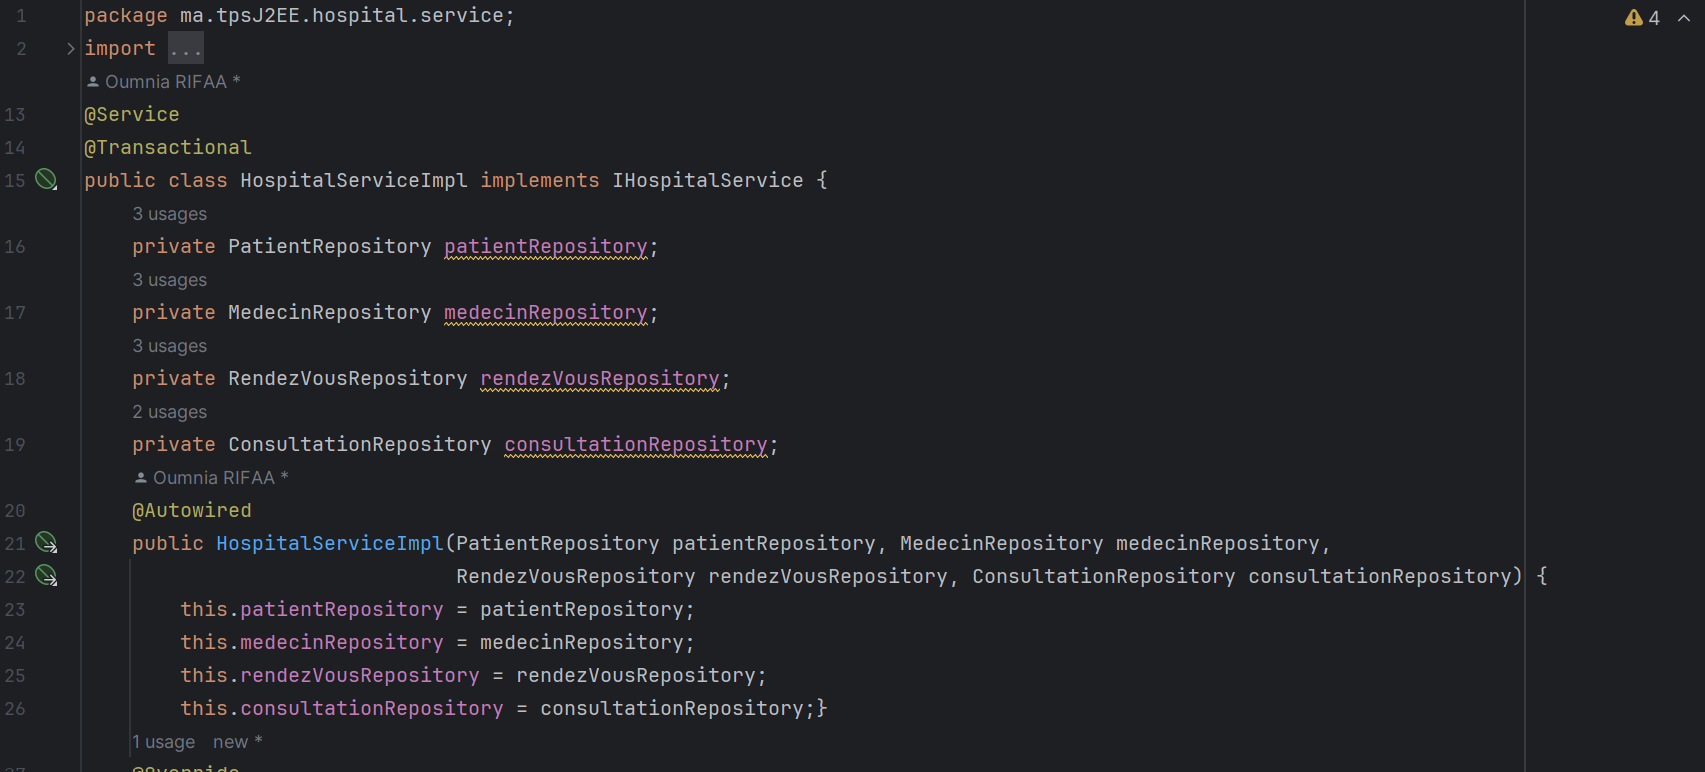 1 package ma.tpsJ2EE.hospital.service;
2 import ...
Oumnia RIFAA *
13 @Service
14 @Transactional
15 public class HospitalServiceImpl implements IHospitalService {
3 usages
16 private PatientRepository patientRepository;
3 usages
17 private MedecinRepository medecinRepository;
3 usages
18 private RendezVousRepository rendezVousRepository;
2 usages
19 private ConsultationRepository consultationRepository;
Oumnia RIFAA *
20 @Autowired
21 public HospitalServiceImpl(PatientRepository patientRepository, MedecinRepository medecinRepository,
22 RendezVousRepository rendezVousRepository, ConsultationRepository consultationRepository) {
23 this.patientRepository = patientRepository;
24 this.medecinRepository = medecinRepository;
25 this.rendezVousRepository = rendezVousRepository;
26 this.consultationRepository = consultationRepository;}
1 usage new *
27 @Override
4